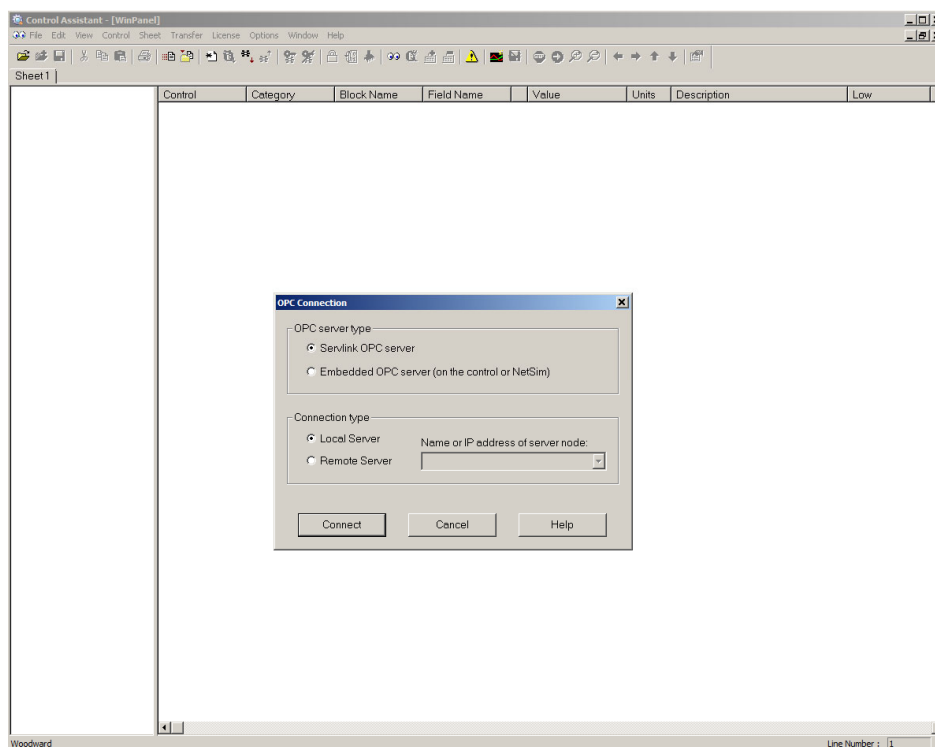 Control Assistant - [WinPanel]
File Edit View Control Sheet Transfer License Options Window Help
Sheet1
Control Category Block Name Field Name Value Units Description Low
OPC Connection
OPC server type
Servlink OPC server
Embedded OPC server (on the control or NetSim)
Connection type
Local Server
Name or IP address of server node:
Remote Server
Connect Cancel Help
Woodward
Line Number : 1